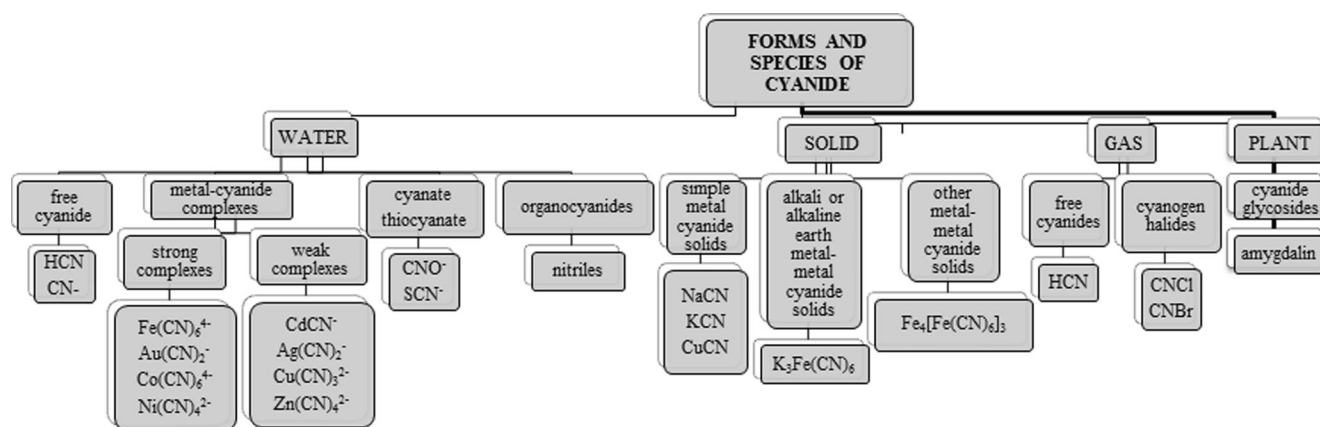 FORMS AND
SPECIES OF
CYANIDE
WATER
SOLID
GAS
PLANT
free
cyanide
HCN
CN-
metal-cyanide
complexes
strong
complexes
Fe(CN)₆⁴⁻
Au(CN)₂⁻
Co(CN)₆⁴⁻
Ni(CN)₄²⁻
weak
complexes
CdCN⁻
Ag(CN)₂⁻
Cu(CN)₃²⁻
Zn(CN)₄²⁻
cyanate
thiocyanate
CNO⁻
SCN⁻
organocyanides
nitriles
simple
metal
cyanide
solids
NaCN
KCN
CuCN
alkali or
alkaline
earth
metal-
metal
cyanide
solids
K₃Fe(CN)₆
other
metal-
metal
cyanide
solids
Fe₄[Fe(CN)₆]₃
free
cyanides
HCN
cyanogen
halides
CNCl
CNBr
cyanide
glycosides
amygdalin